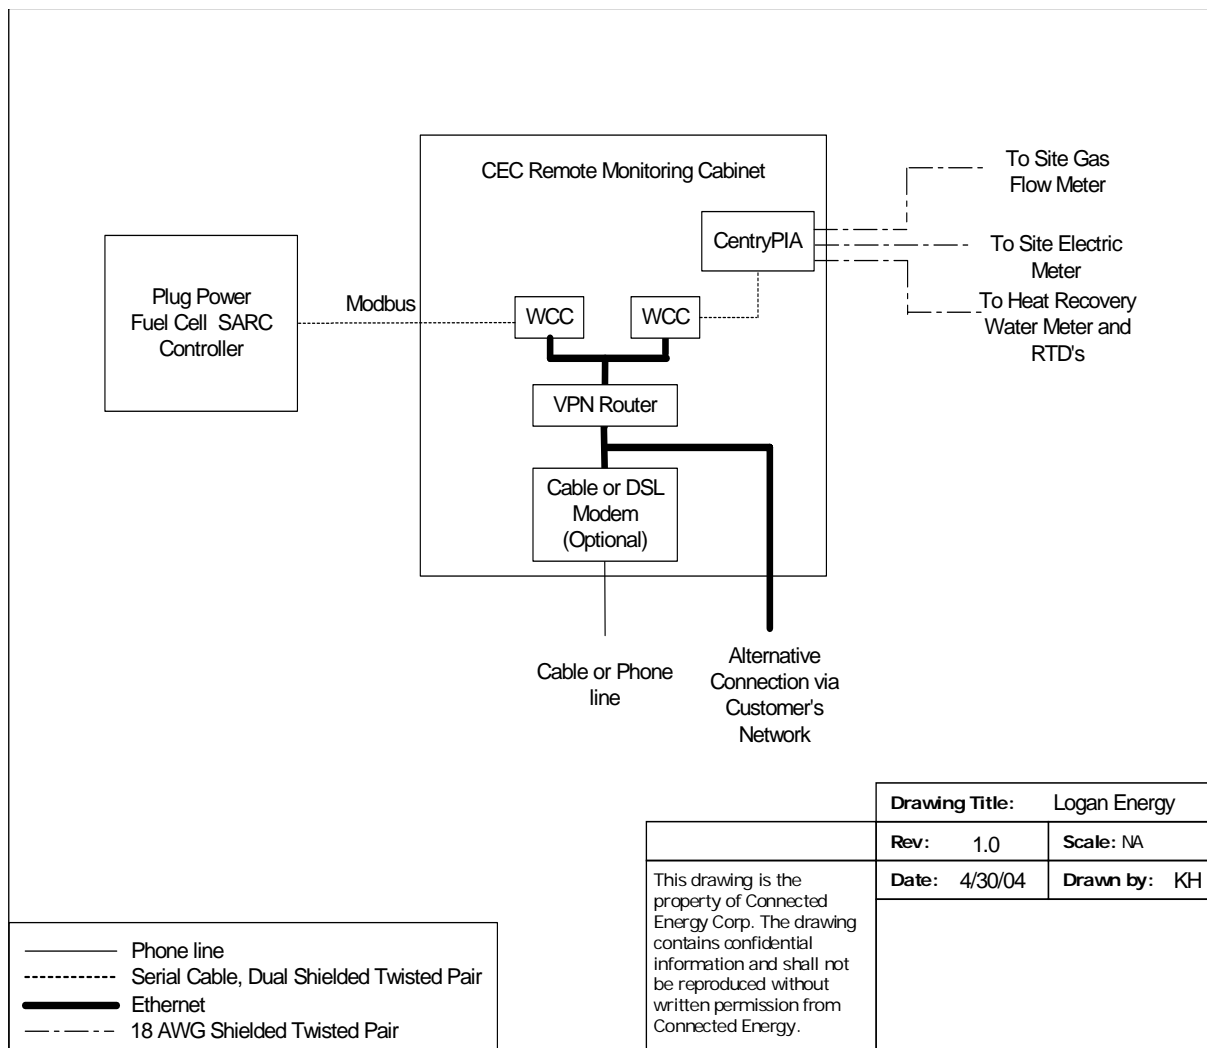 CEC Remote Monitoring Cabinet
To Site Gas
Flow Meter
CentryPIA
To Site Electric
Meter
To Heat Recovery
Water Meter and
RTD's
Plug Power
Fuel Cell SARC
Controller
Modbus
WCC
WCC
VPN Router
Cable or DSL
Modem
(Optional)
Cable or Phone
line
Alternative
Connection via
Customer's
Network
Drawing Title: Logan Energy
Rev: 1.0
Scale: NA
Date: 4/30/04
Drawn by: KH
This drawing is the
property of Connected
Energy Corp. The drawing
contains confidential
information and shall not
be reproduced without
written permission from
Connected Energy.
Phone line
Serial Cable, Dual Shielded Twisted Pair
Ethernet
18 AWG Shielded Twisted Pair